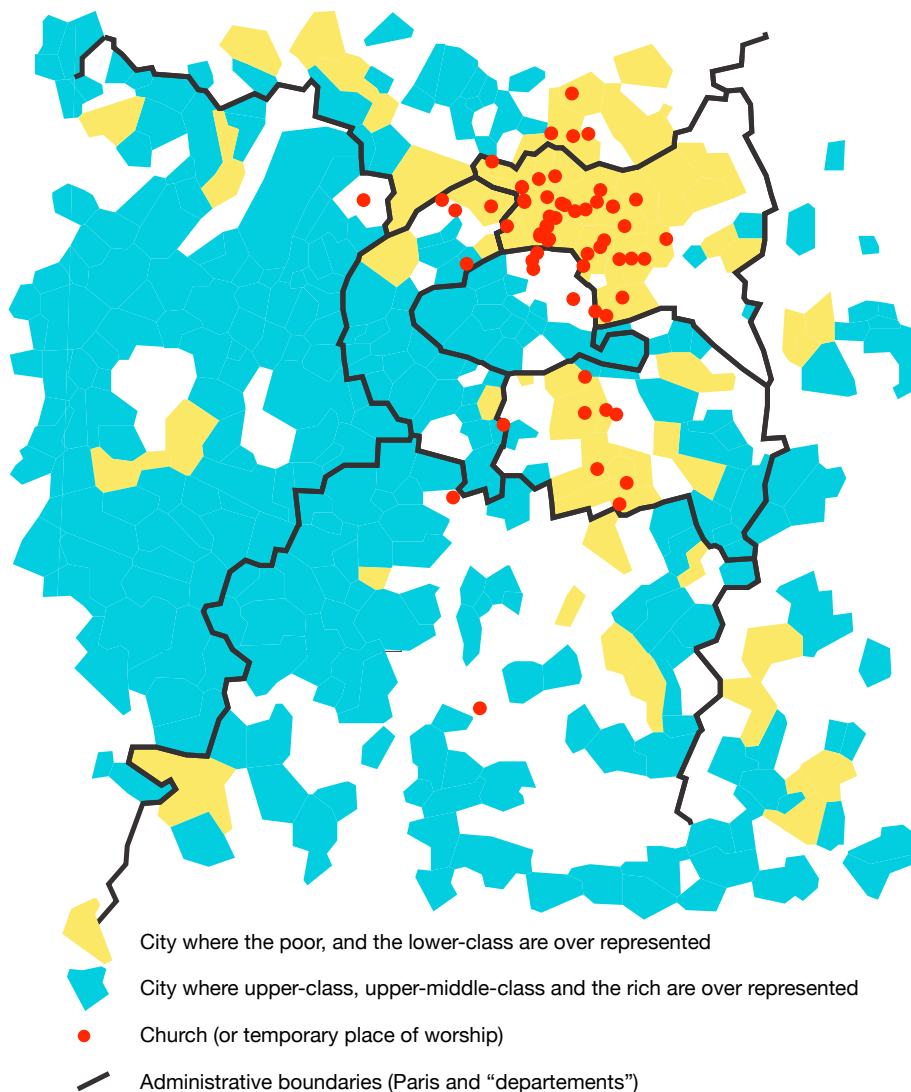 City where the poor, and the lower-class are over represented
City where upper-class, upper-middle-class and the rich are over represented
Church (or temporary place of worship)
Administrative boundaries (Paris and “departements”)